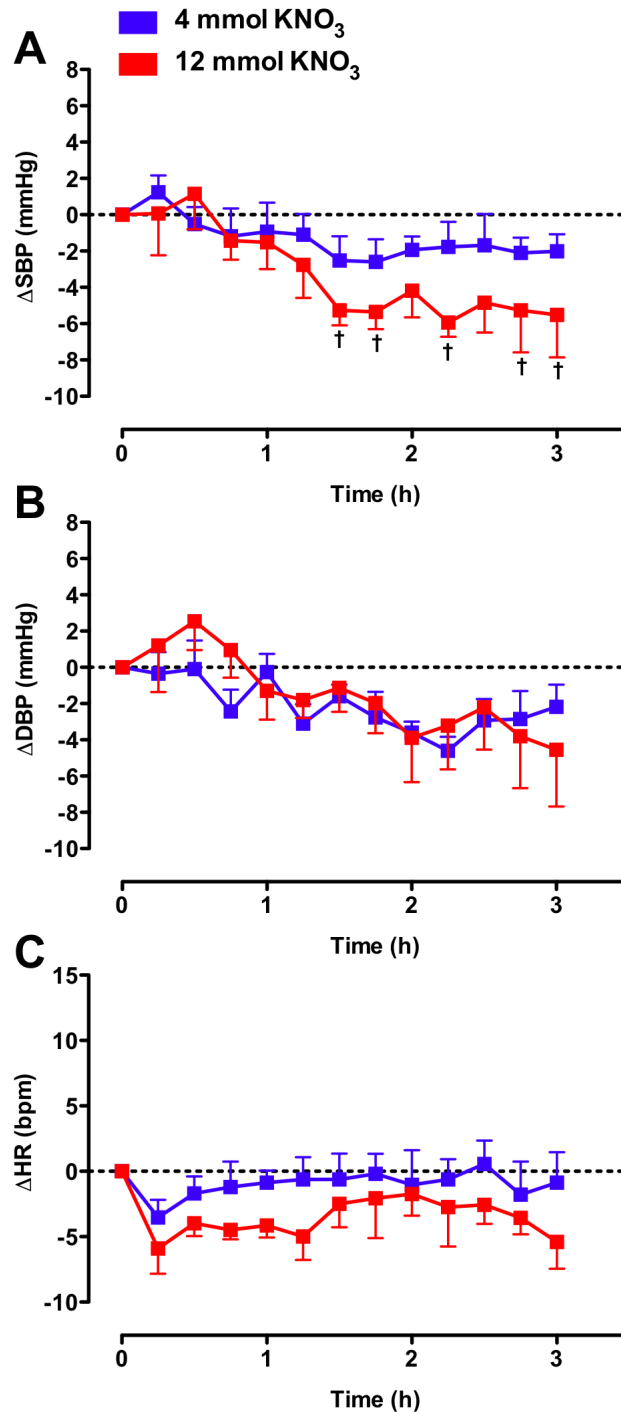 4 mmol KNO3
12 mmol KNO3
A
8
6
4
2
0
-2
-4
-6
-8
-10
ΔSBP (mmHg)
† † † † †
0 1 2 3
Time (h)
B
8
6
4
2
0
-2
-4
-6
-8
-10
ΔDBP (mmHg)
0 1 2 3
Time (h)
C
15
10
5
0
-5
-10
ΔHR (bpm)
0 1 2 3
Time (h)